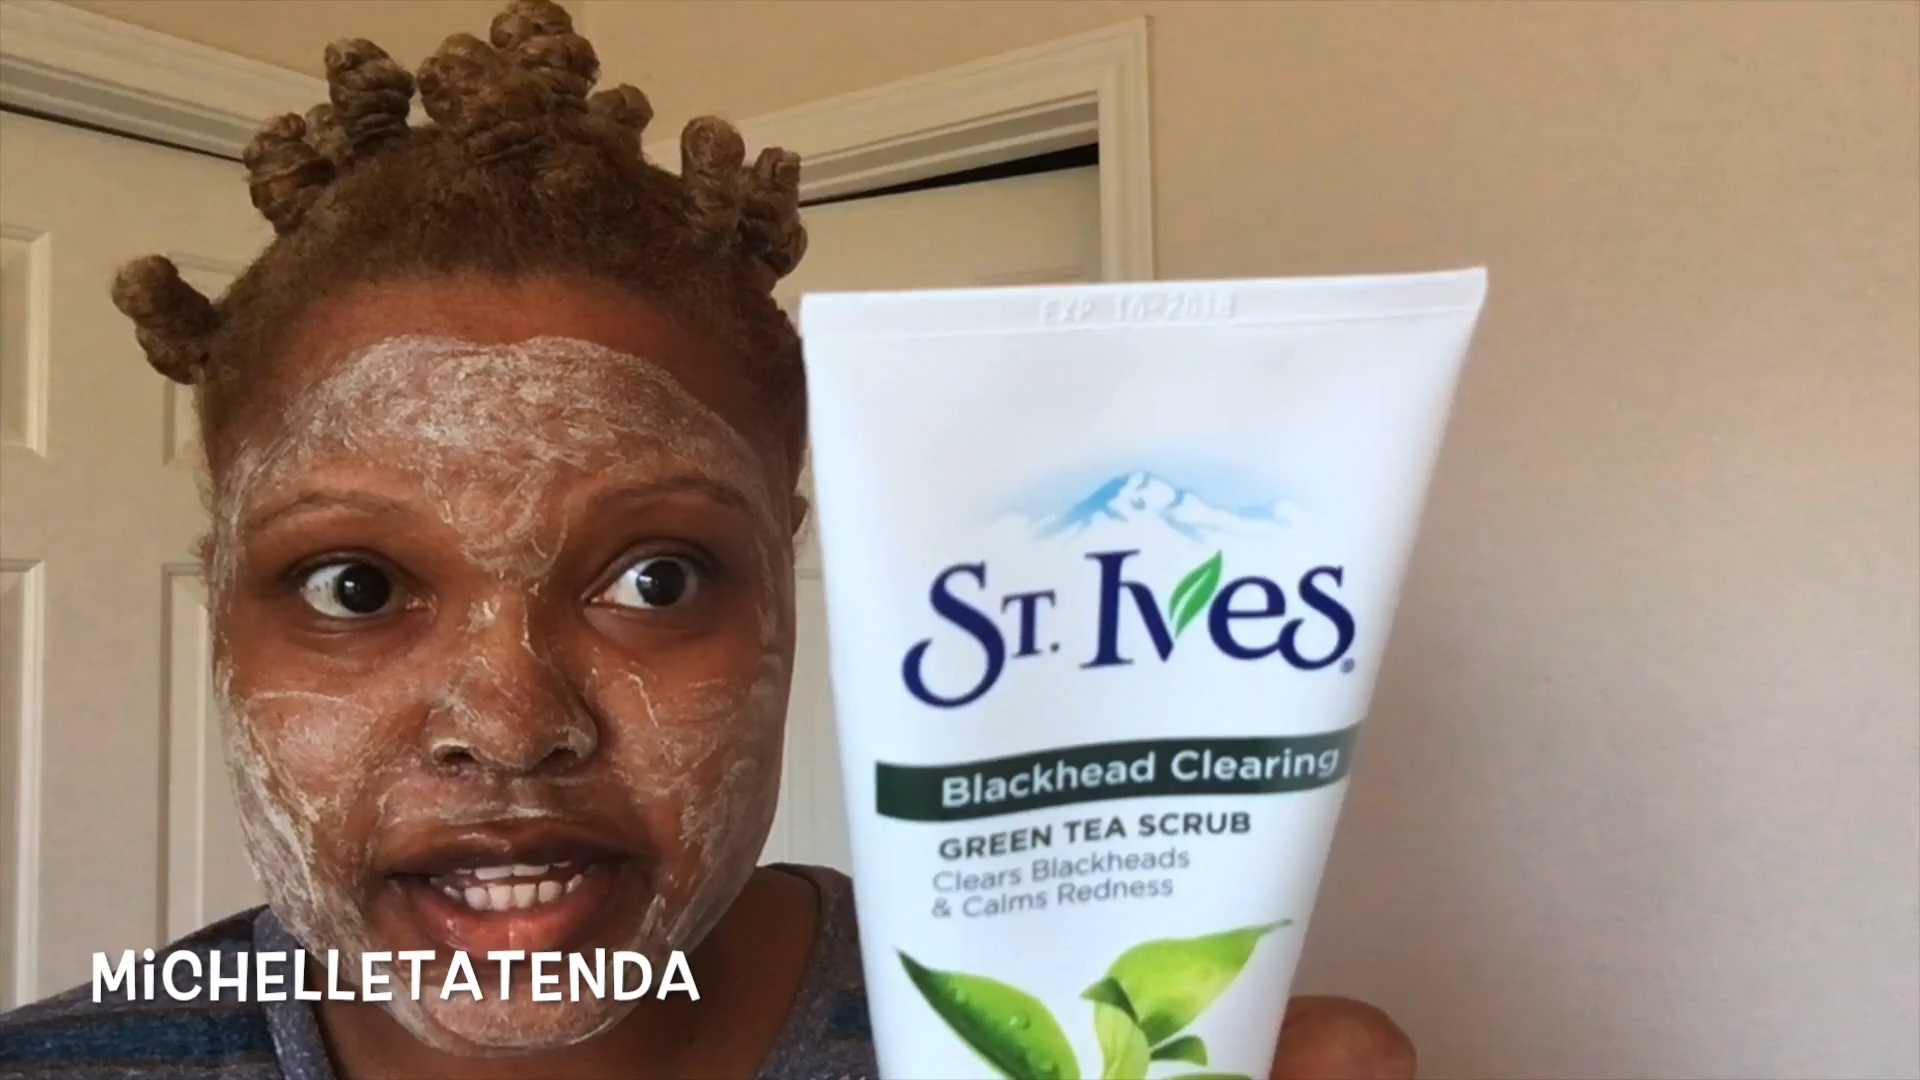 EXP 10-2018
ST. Ives®
Blackhead Clearing
GREEN TEA SCRUB
Clears Blackheads
& Calms Redness
MiCHELLETATENDA